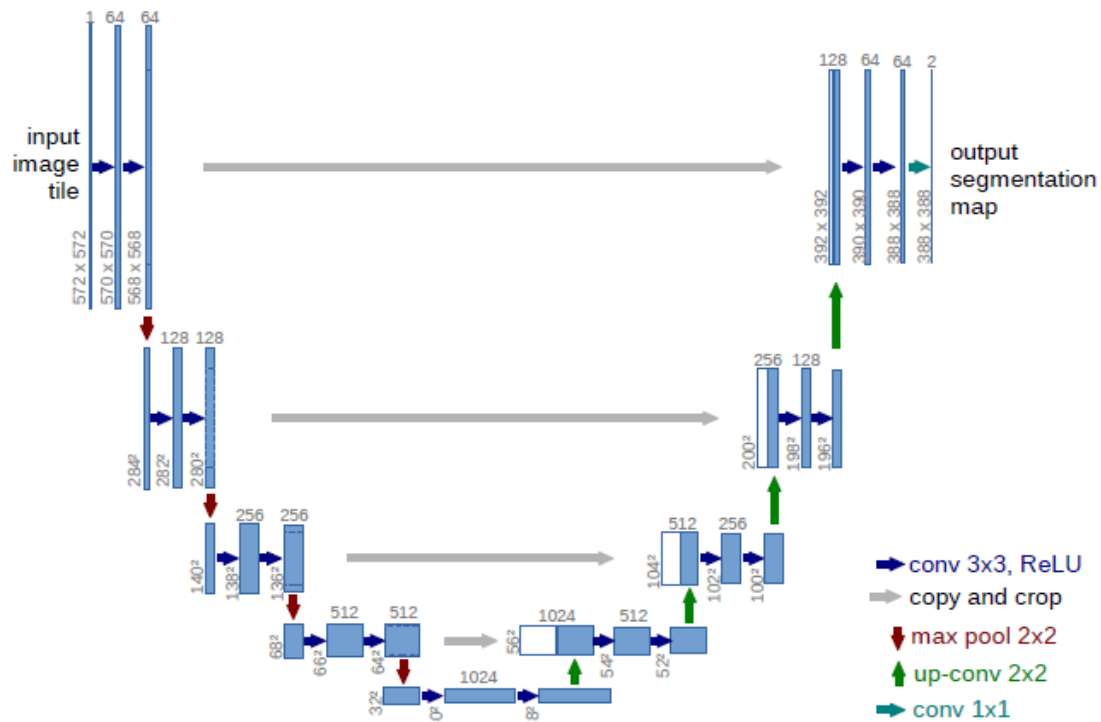 1 64 64
input
image
tile
572 x 572
570 x 570
568 x 568
128 64 64 2
output
segmentation
map
392 x 392
390 x 390
388 x 388
388 x 388
128 128
284²
282²
280²
256 128
200²
198²
196²
256 256
140²
138²
136²
512 256
104²
102²
100²
512 512
68²
66²
64²
1024 512
56²
54²
52²
1024
32²
0²
8²
conv 3x3, ReLU
copy and crop
max pool 2x2
up-conv 2x2
conv 1x1